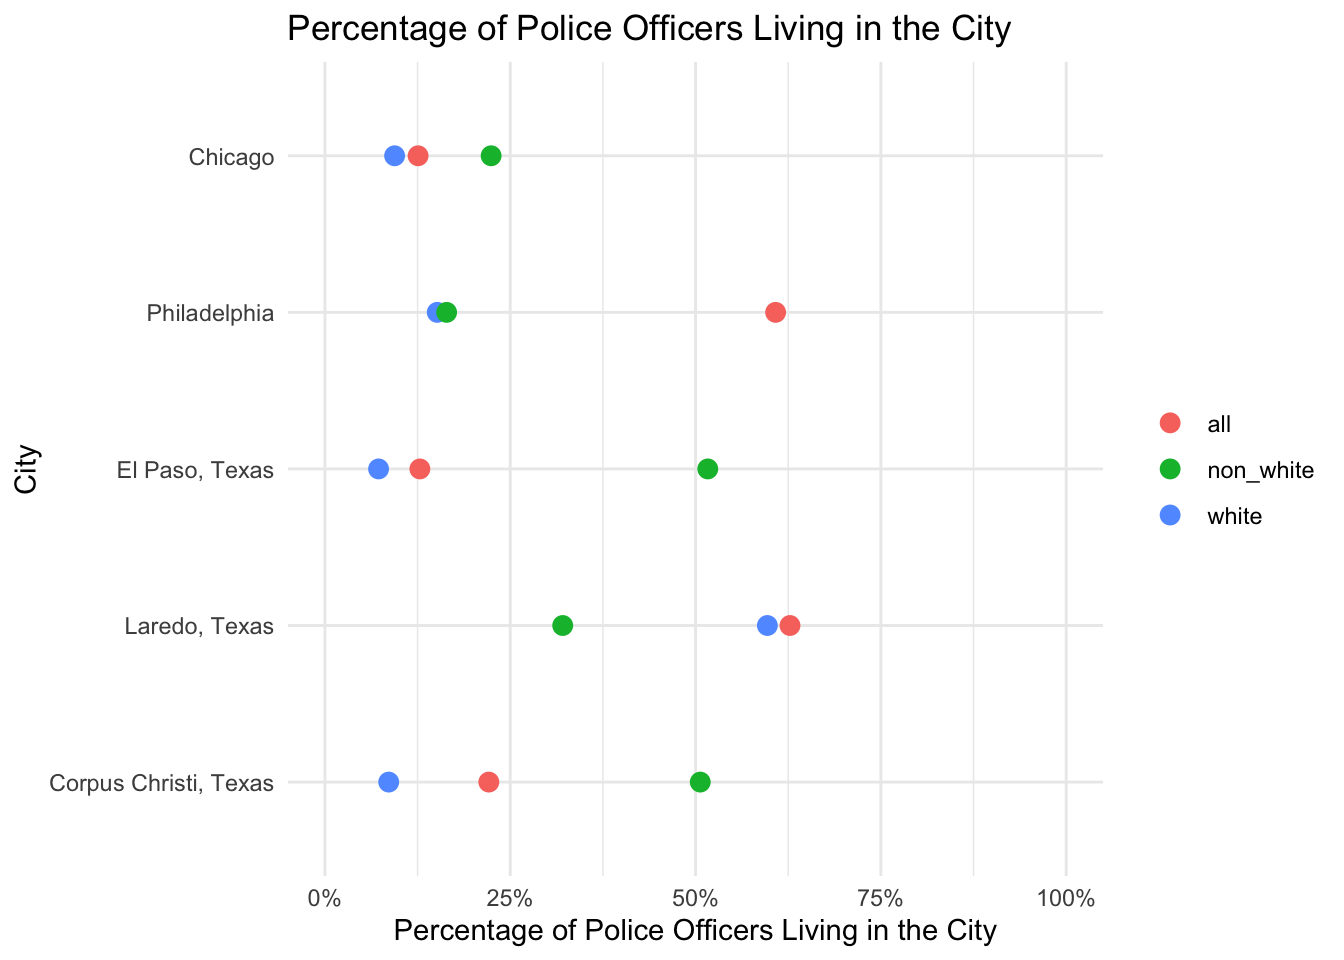 Percentage of Police Officers Living in the City
City
Chicago
Philadelphia
El Paso, Texas
Laredo, Texas
Corpus Christi, Texas
0% 25% 50% 75% 100%
Percentage of Police Officers Living in the City
all
non_white
white